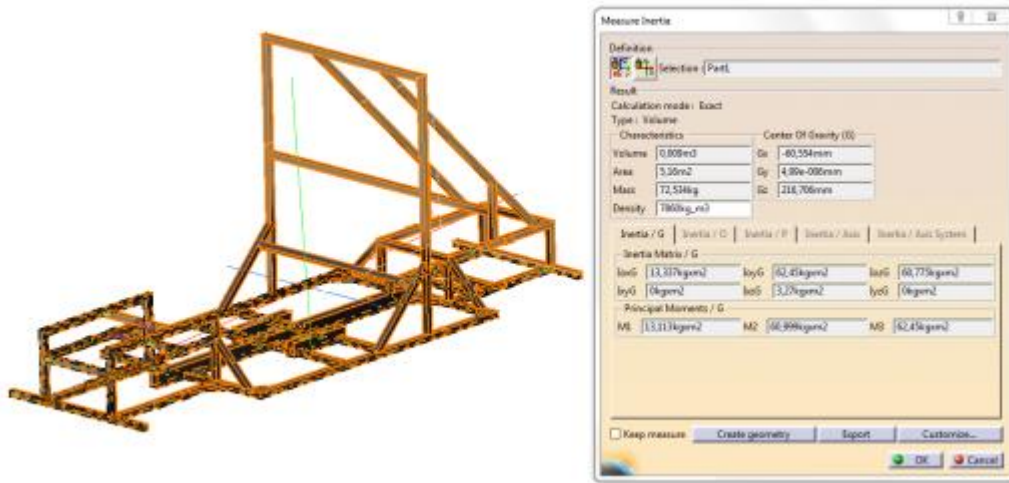 Measure Inertia
Definition
Selection : Part1
Result
Calculation mode : Exact
Type : Volume
Characteristics
Center Of Gravity (G)
Volume 0,009m3 Gx -60,554mm
Area 5,16m2 Gy 4,09e-006mm
Mass 72,534kg Gz 216,706mm
Density 7860kg_m3
Inertia / G Inertia / O Inertia / P Inertia / Axis Inertia / Axis System
Inertia Matrix / G
IoxG 13,337kgxm2 IoyG 62,45kgxm2 IozG 60,775kgxm2
IxyG 0kgxm2 IxzG 3,27kgxm2 IyzG 0kgxm2
Principal Moments / G
M1 13,113kgxm2 M2 60,999kgxm2 M3 62,45kgxm2
Keep measure Create geometry Export Customize...
OK Cancel